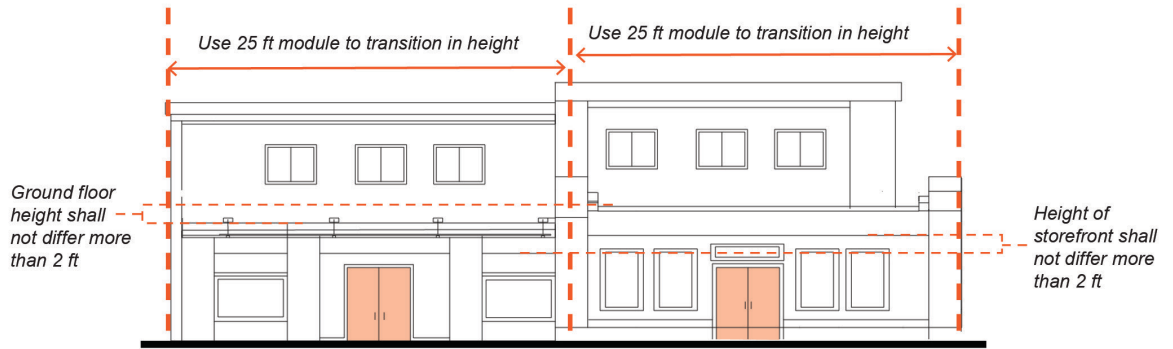 Use 25 ft module to transition in height
Use 25 ft module to transition in height
Ground floor
height shall
not differ more
than 2 ft
Height of
storefront shall
not differ more
than 2 ft